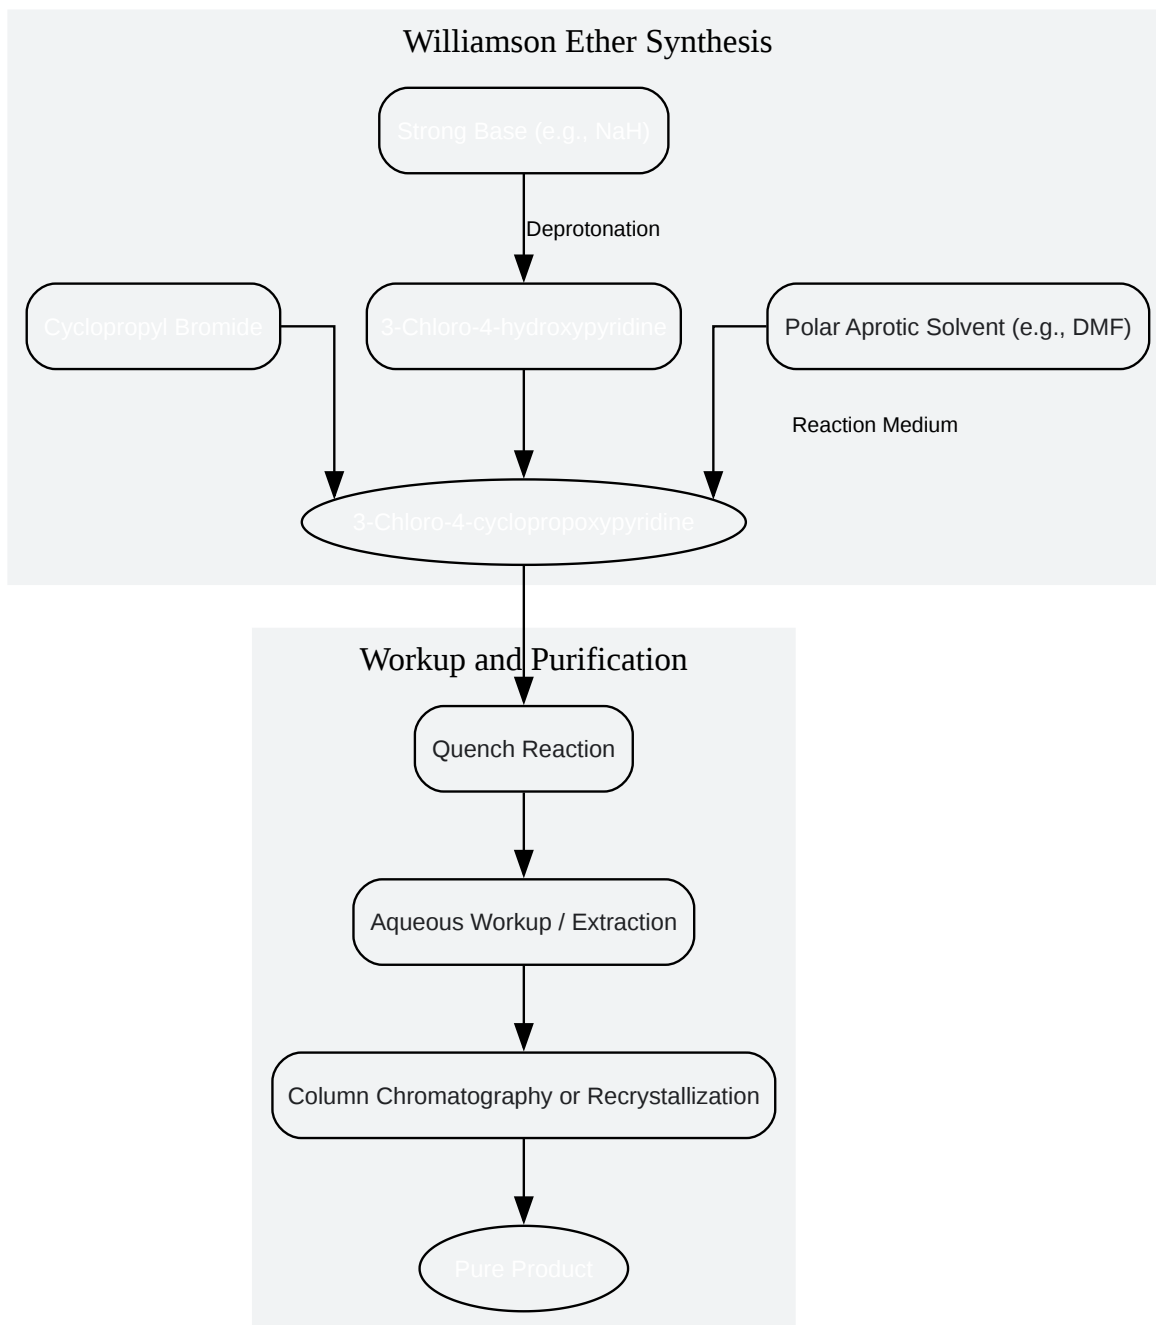 Williamson Ether Synthesis
Strong Base (e.g., NaH)
Deprotonation
Cyclopropyl Bromide
3-Chloro-4-hydroxypyridine
Polar Aprotic Solvent (e.g., DMF)
Reaction Medium
3-Chloro-4-cyclopropoxypyridine
Workup and Purification
Quench Reaction
Aqueous Workup / Extraction
Column Chromatography or Recrystallization
Pure Product